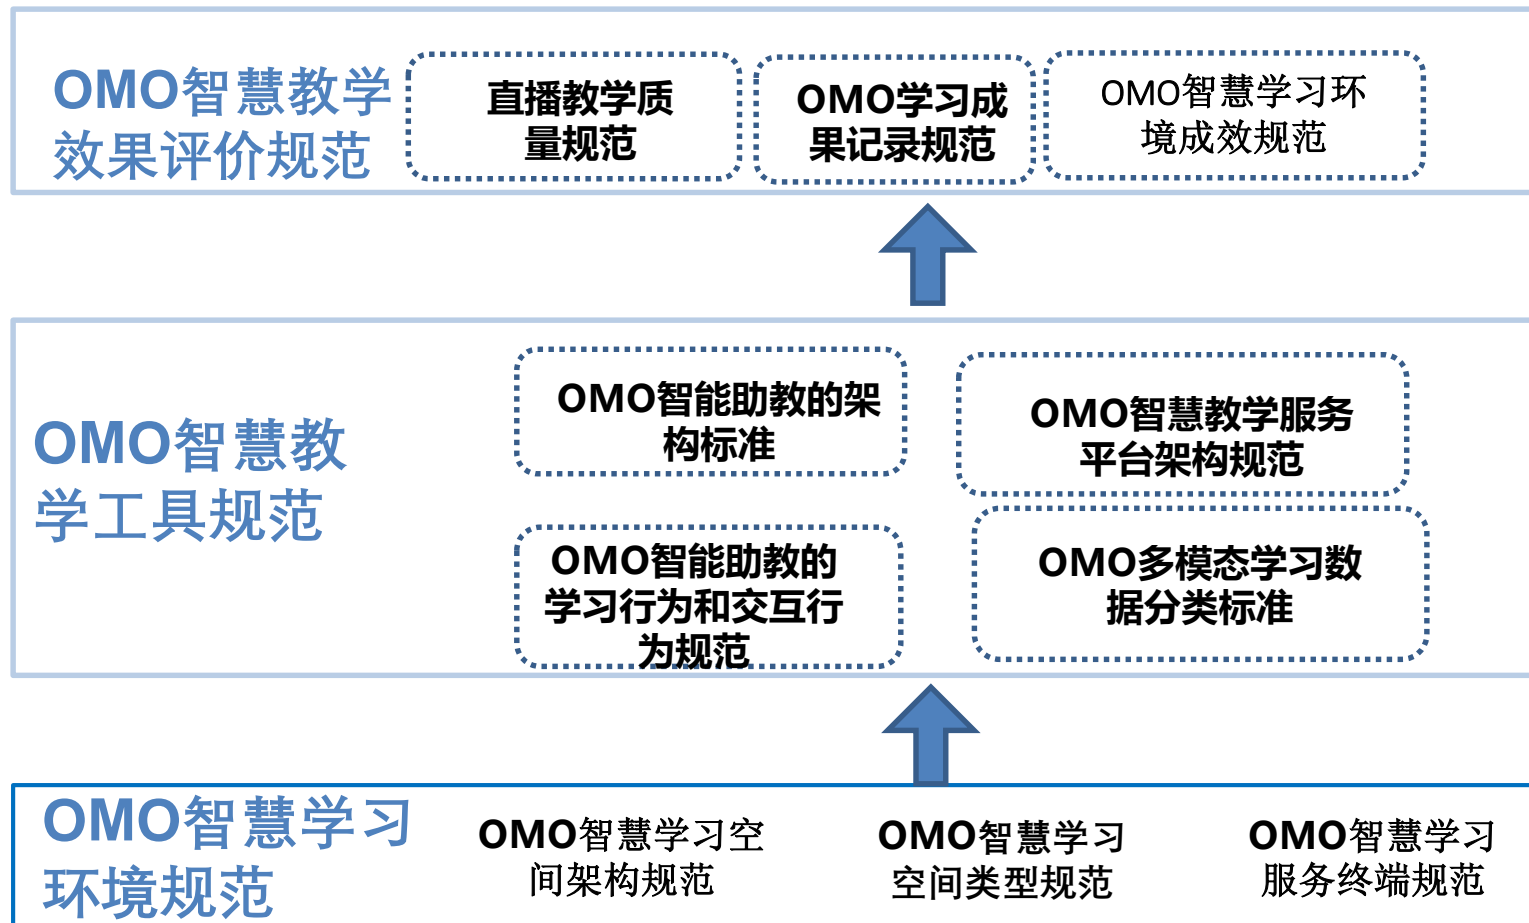 OMO智慧教学
效果评价规范
直播教学质
量规范
OMO学习成
果记录规范
OMO智慧学习环
境成效规范
OMO智慧教
学工具规范
OMO智能助教的架
构标准
OMO智慧教学服务
平台架构规范
OMO智能助教的
学习行为和交互行
为规范
OMO多模态学习数
据分类标准
OMO智慧学习
环境规范
OMO智慧学习空
间架构规范
OMO智慧学习
空间类型规范
OMO智慧学习
服务终端规范